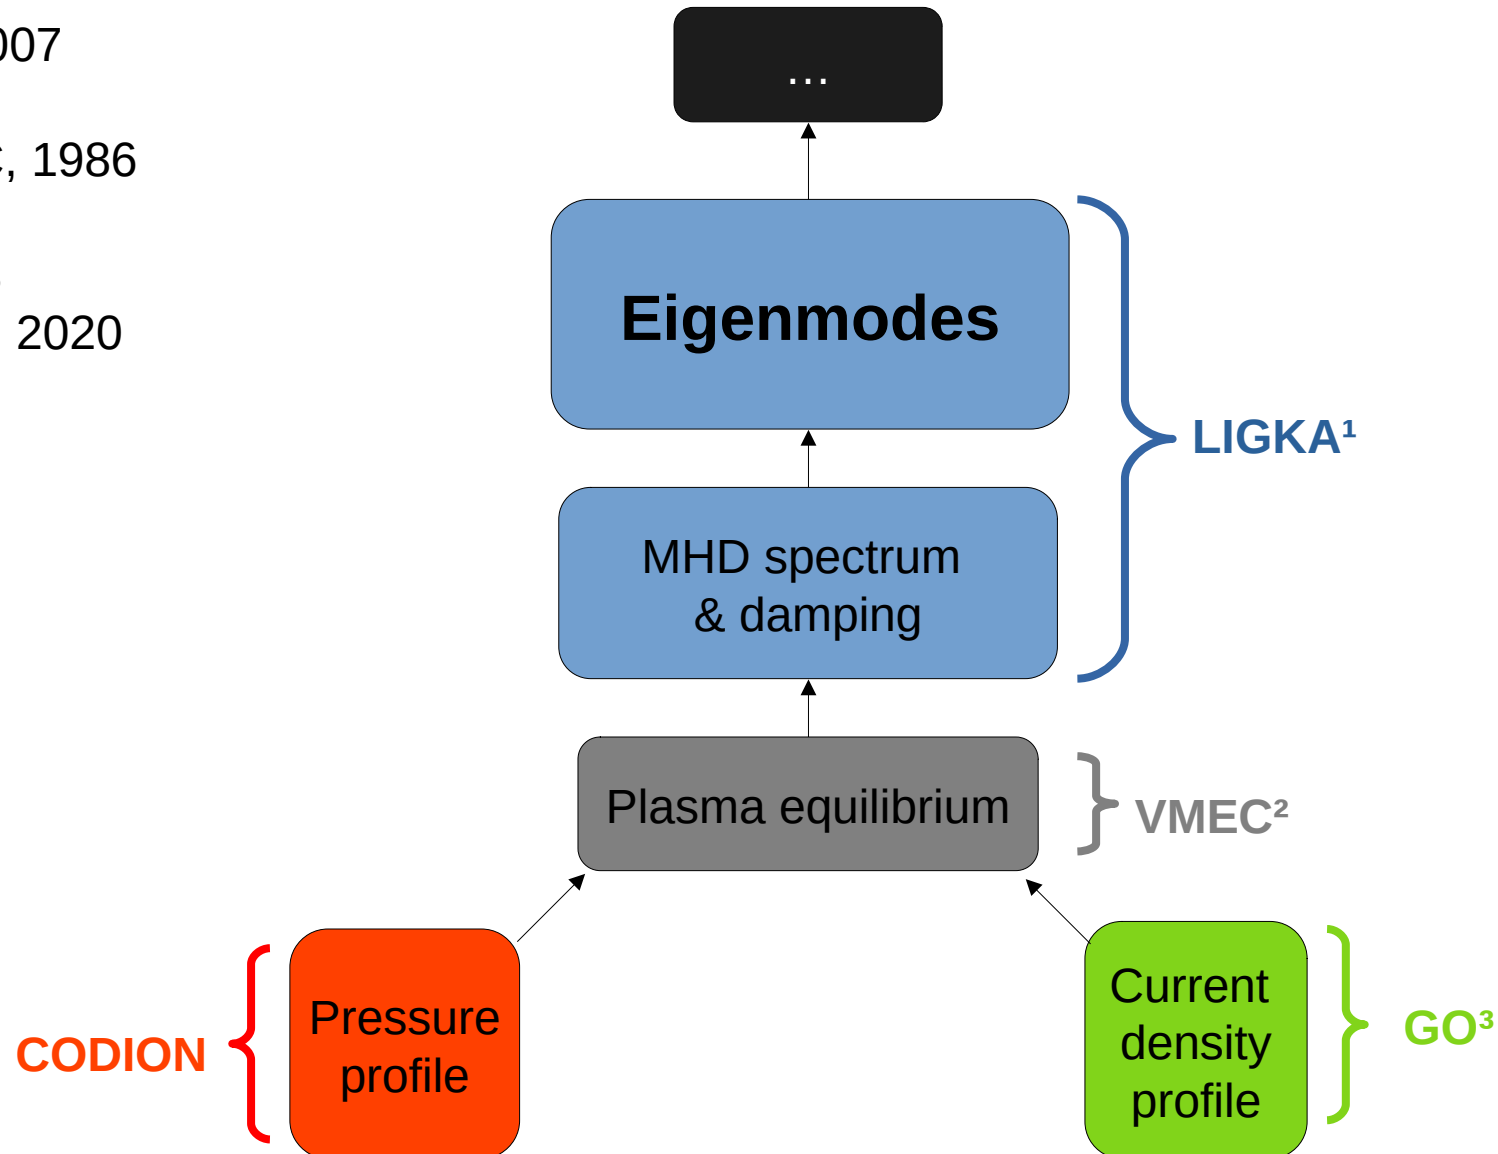 007
, 1986
2020
...
Eigenmodes
LIGKA¹
MHD spectrum
& damping
Plasma equilibrium
VMEC²
Pressure
profile
CODION
Current
density
profile
GO³